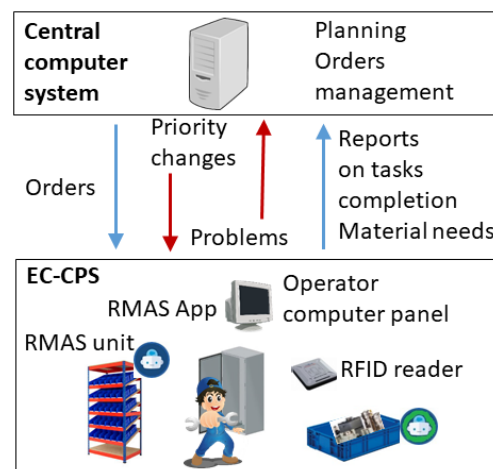 Central
computer
system
Planning
Orders
management
Orders
Priority
changes
Problems
Reports
on tasks
completion
Material needs
EC-CPS
RMAS App
Operator
computer panel
RMAS unit
RFID reader